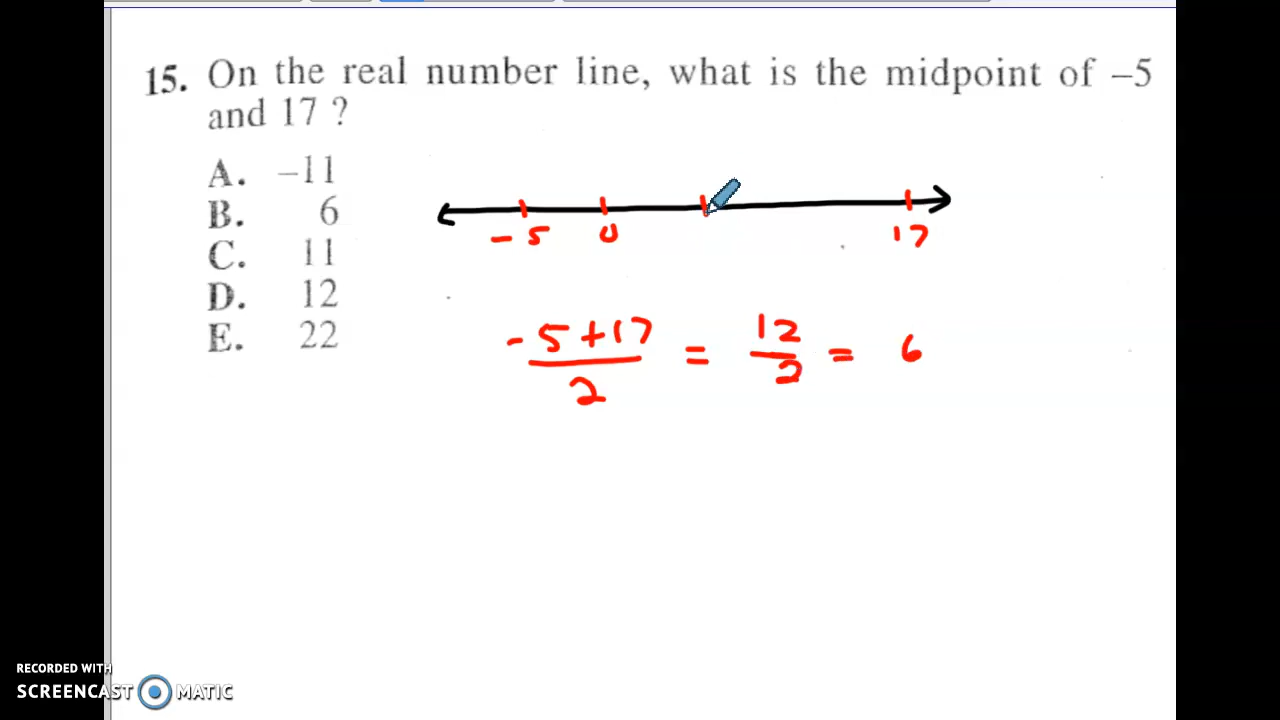 15. On the real number line, what is the midpoint of –5
and 17 ?
A. –11
B. 6
C. 11
D. 12
E. 22
-5 0 17
-5+17 = 12 = 6
2 2
RECORDED WITH
SCREENCAST MATIC